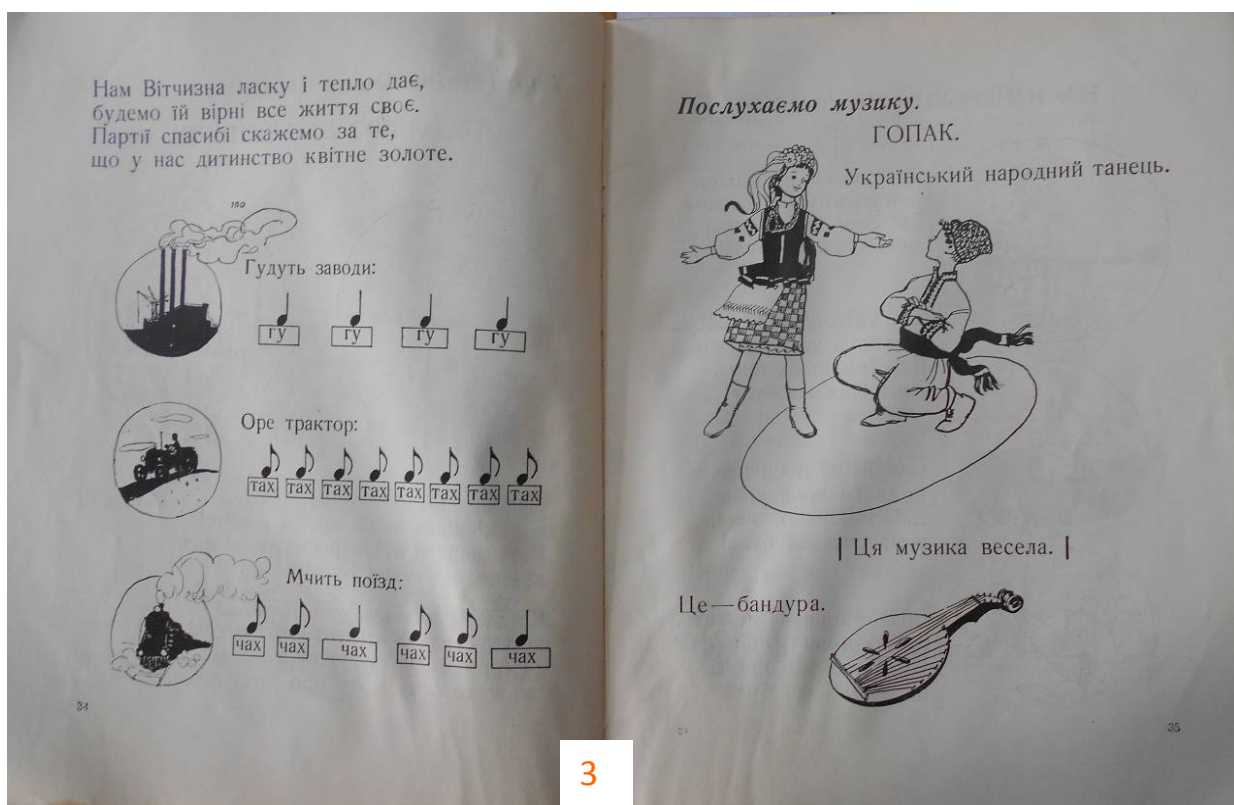 Нам Вітчизна ласку і тепло дає,
будемо їй вірні все життя своє.
Партії спасибі скажемо за те,
що у нас дитинство квітне золоте.
100
Гудуть заводи:
гу гу гу гу
Оре трактор:
тах тах тах тах тах тах тах тах
Мчить поїзд:
чах чах чах чах чах чах
34
Послухаємо музику.
ГОПАК.
Український народний танець.
| Ця музика весела. |
Це — бандура.
35
3